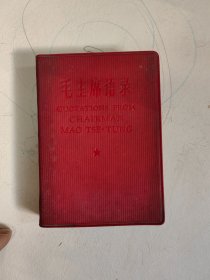 毛主席语录
QUOTATIONS FROM
CHAIRMAN
MAO TSE-TUNG